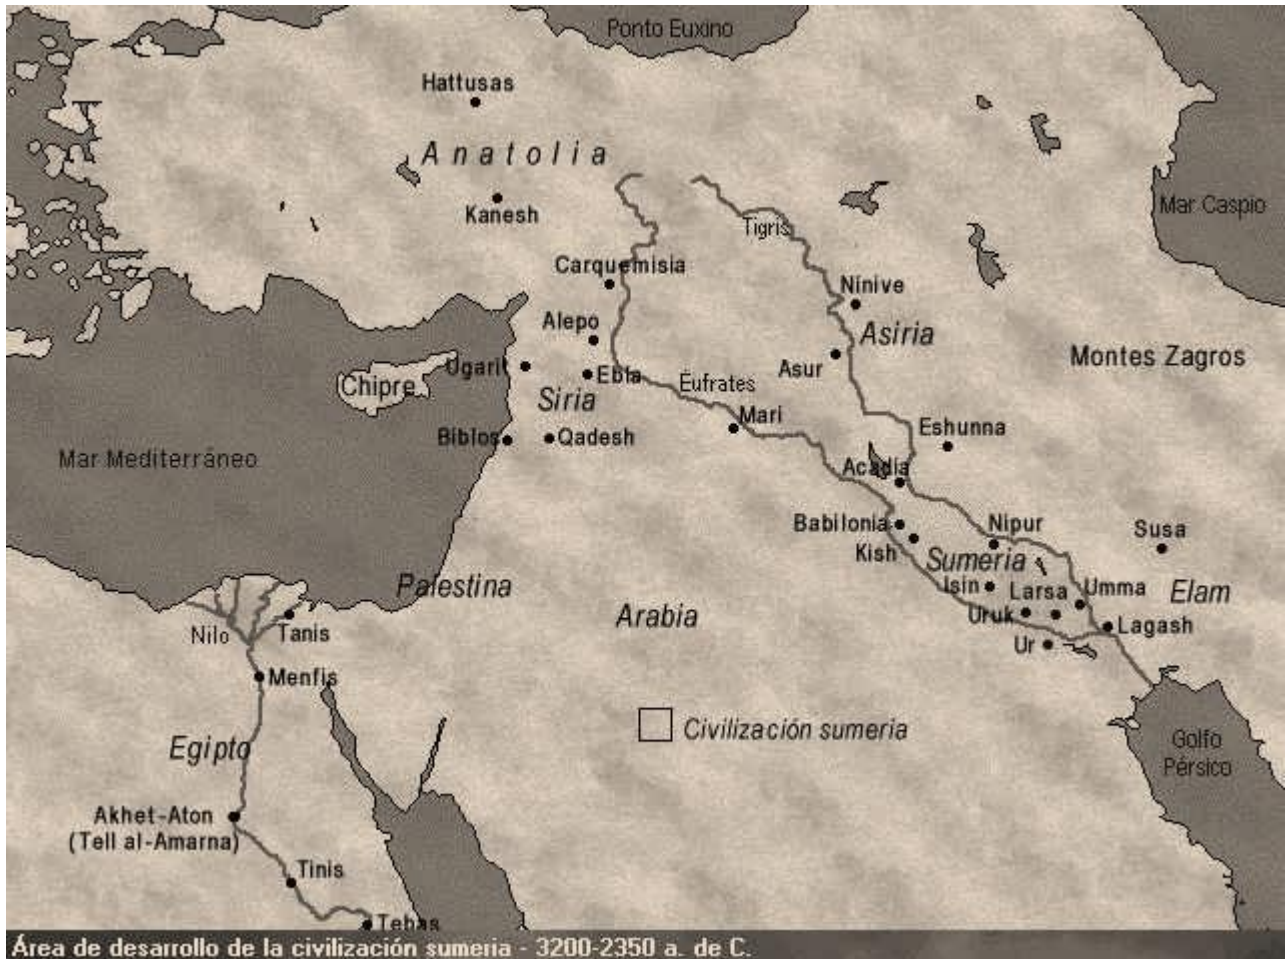 Ponto Euxino
Hattusas
Anatolia
Kanesh
Tigris
Mar Caspio
Carquemisia
Ninive
Alepo
Asiria
Montes Zagros
Ugarit
Ebla
Asur
Chipre
Siria
Eufrates
Mari
Biblos
Qadesh
Eshunna
Mar Mediterráneo
Acadia
Babilonia
Nipur
Susa
Kish
Sumeria
Palestina
Isin
Larsa
Umma
Elam
Arabia
Uruk
Lagash
Nilo
Tanis
Ur
Menfis
Civilización sumeria
Egipto
Golfo
Pérsico
Akhet-Aton
(Tell al-Amarna)
Tinis
Tebas
Área de desarrollo de la civilización sumeria - 3200-2350 a. de C.